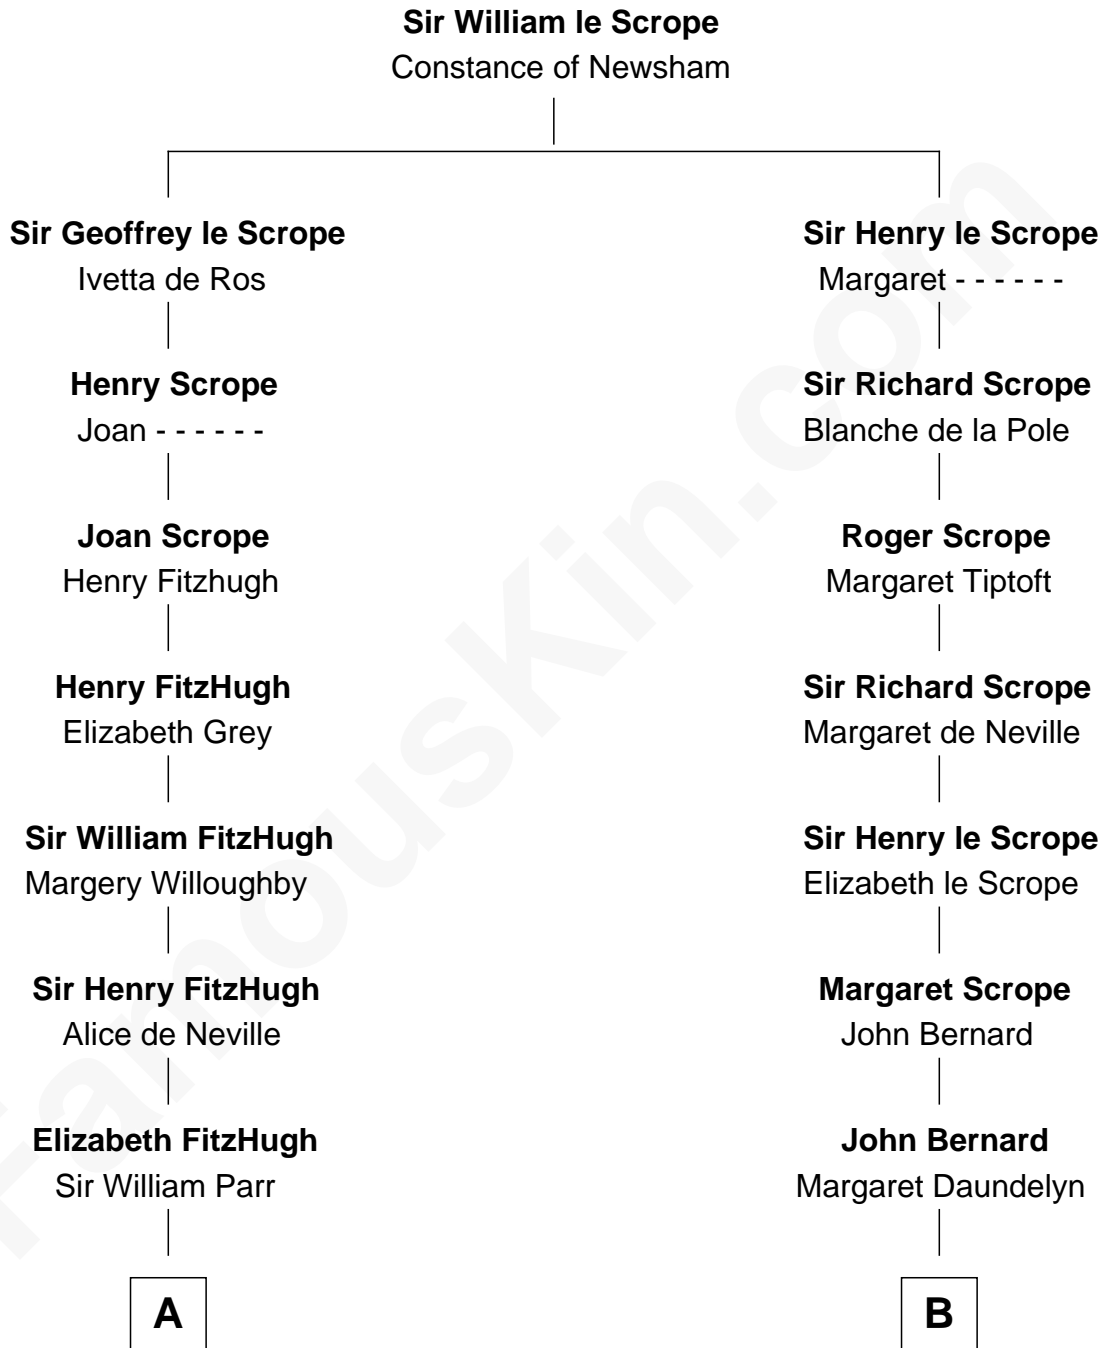 Sir William le Scrope
Constance of Newsham
Sir Geoffrey le Scrope
Ivetta de Ros
Sir Henry le Scrope
Margaret - - - - - -
Henry Scrope
Joan - - - - - -
Sir Richard Scrope
Blanche de la Pole
Joan Scrope
Henry Fitzhugh
Roger Scrope
Margaret Tiptoft
Henry FitzHugh
Elizabeth Grey
Sir Richard Scrope
Margaret de Neville
Sir William FitzHugh
Margery Willoughby
Sir Henry le Scrope
Elizabeth le Scrope
Sir Henry FitzHugh
Alice de Neville
Margaret Scrope
John Bernard
Elizabeth FitzHugh
Sir William Parr
John Bernard
Margaret Daundelyn
A
B
FamousKin.com